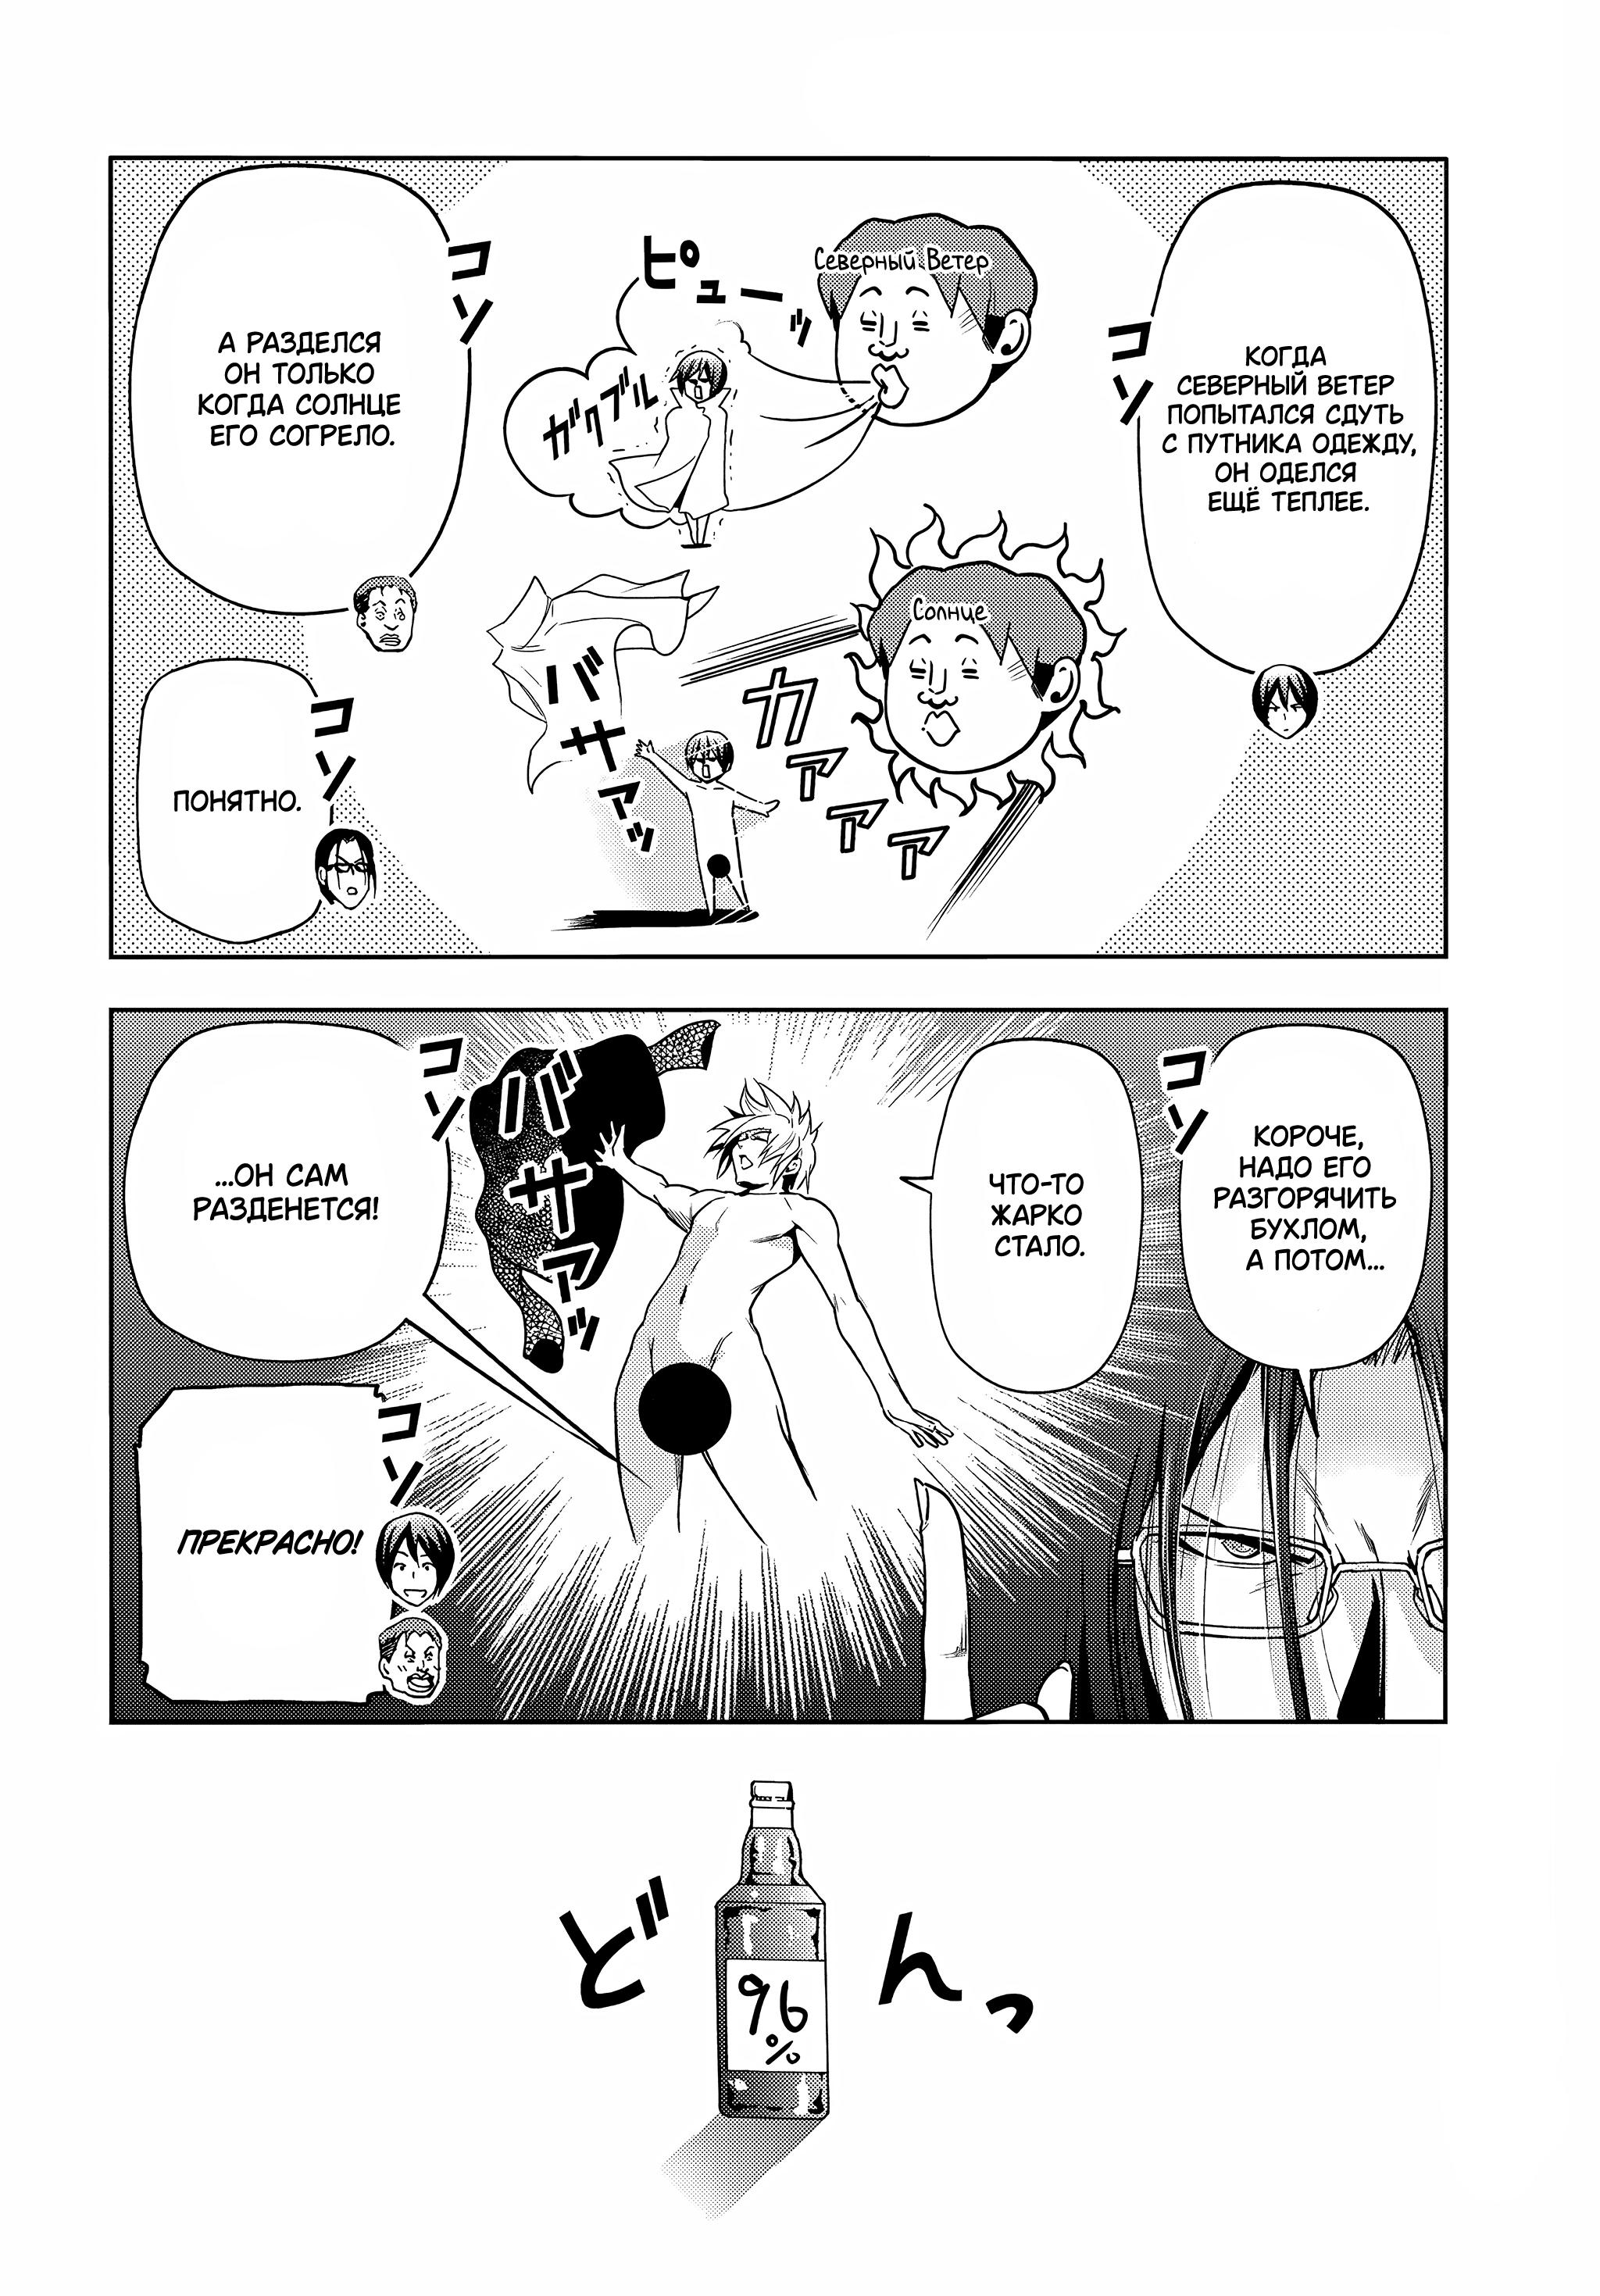 コソ
КОГДА
СЕВЕРНЫЙ ВЕТЕР
ПОПЫТАЛСЯ СДУТЬ
С ПУТНИКА ОДЕЖДУ,
ОН ОДЕЛСЯ
ЕЩЁ ТЕПЛЕЕ.
Северный Ветер
ピューッ
ガクブル
Солнце
カァァァ
バサァッ
コソ
А РАЗДЕЛСЯ
ОН ТОЛЬКО
КОГДА СОЛНЦЕ
ЕГО СОГРЕЛО.
コソ
ПОНЯТНО.
コソ
КОРОЧЕ,
НАДО ЕГО
РАЗГОРЯЧИТЬ
БУХЛОМ,
А ПОТОМ...
ЧТО-ТО
ЖАРКО
СТАЛО.
バサァッ
コソ
...ОН САМ
РАЗДЕНЕТСЯ!
コソ
ПРЕКРАСНО!
どんっ
96
%